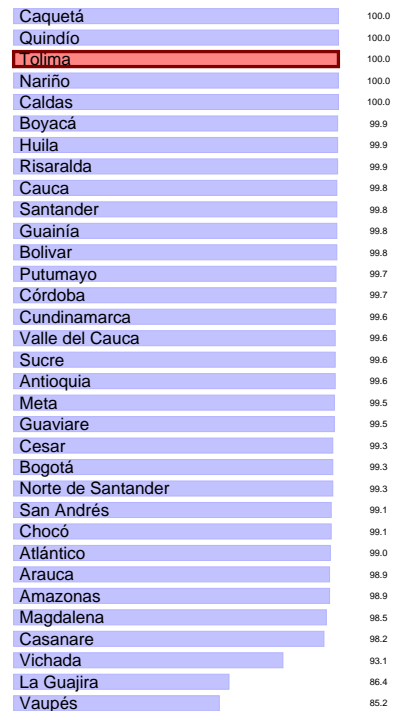 Caquetá 100.0
Quindío 100.0
Tolima 100.0
Nariño 100.0
Caldas 100.0
Boyacá 99.9
Huila 99.9
Risaralda 99.9
Cauca 99.8
Santander 99.8
Guainía 99.8
Bolivar 99.8
Putumayo 99.7
Córdoba 99.7
Cundinamarca 99.6
Valle del Cauca 99.6
Sucre 99.6
Antioquia 99.6
Meta 99.5
Guaviare 99.5
Cesar 99.3
Bogotá 99.3
Norte de Santander 99.3
San Andrés 99.1
Chocó 99.1
Atlántico 99.0
Arauca 98.9
Amazonas 98.9
Magdalena 98.5
Casanare 98.2
Vichada 93.1
La Guajira 86.4
Vaupés 85.2